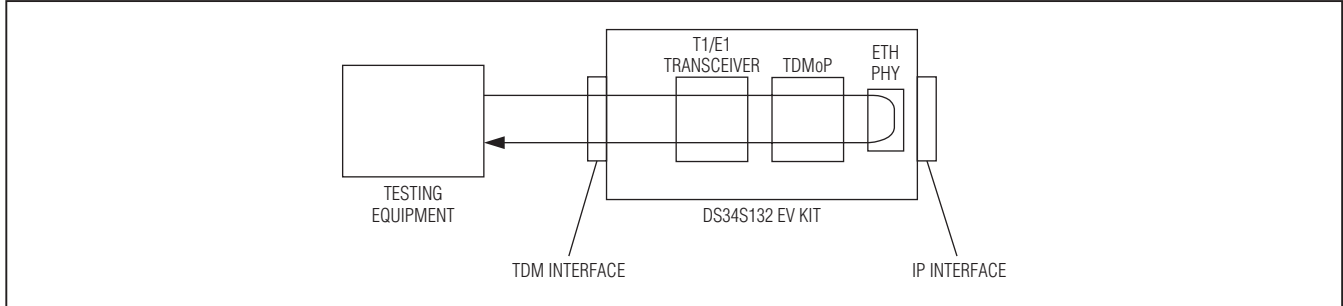 T1/E1
TRANSCEIVER
TDMoP
ETH
PHY
TESTING
EQUIPMENT
DS34S132 EV KIT
TDM INTERFACE
IP INTERFACE